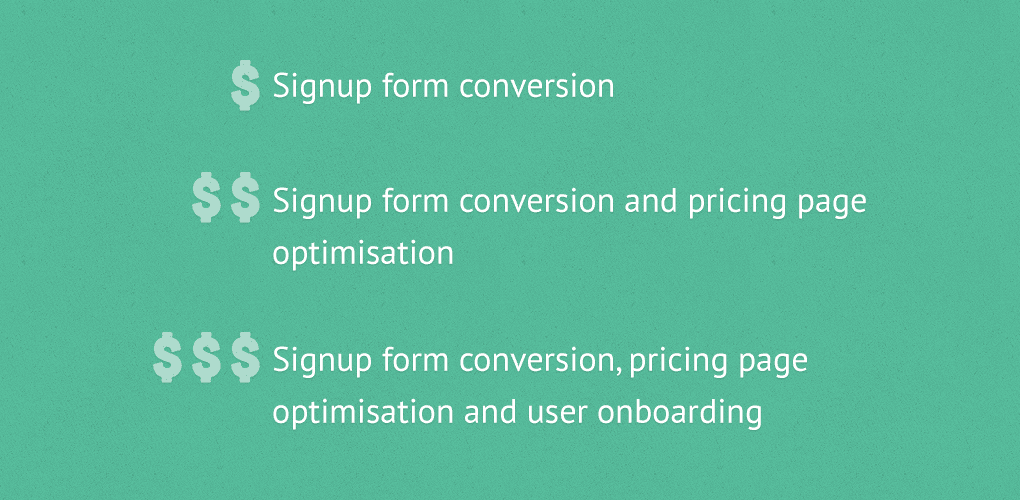 $ Signup form conversion
$$ Signup form conversion and pricing page
optimisation
$$$ Signup form conversion, pricing page
optimisation and user onboarding